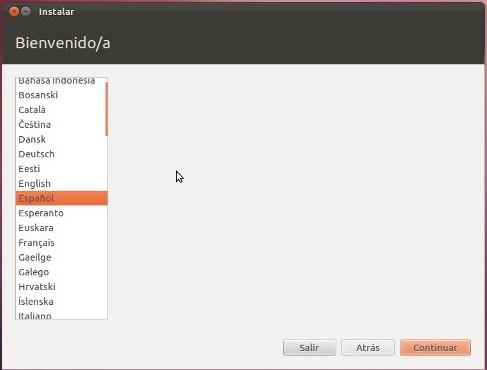 Instalar
Bienvenido/a
Bahasa Indonesia
Bosanski
Català
Čeština
Dansk
Deutsch
Eesti
English
Español
Esperanto
Euskara
Français
Gaeilge
Galego
Hrvatski
Íslenska
Italiano
Salir Atrás Continuar